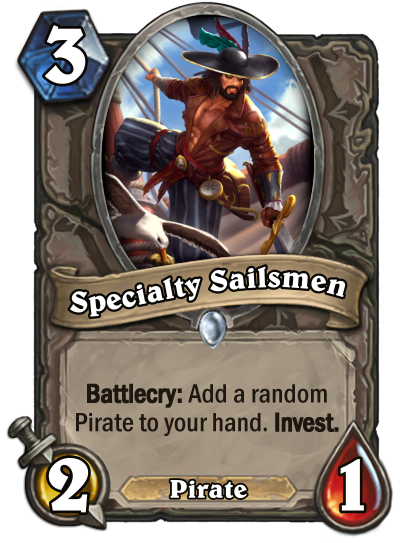 3
Specialty Sailsmen
Battlecry: Add a random
Pirate to your hand. Invest.
2
Pirate
1